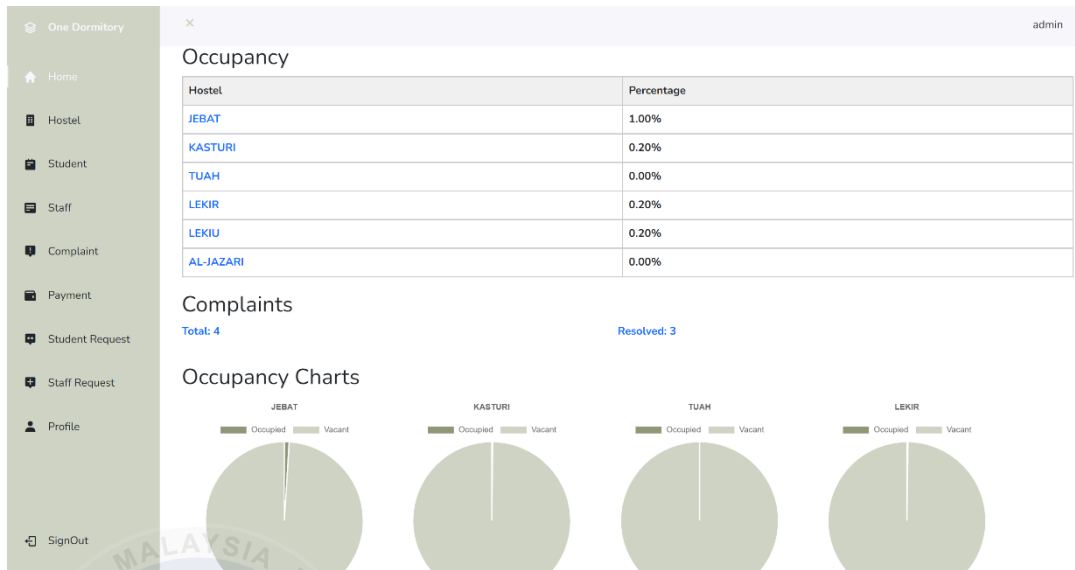 One Dormitory
Home
Hostel
Student
Staff
Complaint
Payment
Student Request
Staff Request
Profile
SignOut
× admin
Occupancy
Hostel Percentage
JEBAT 1.00%
KASTURI 0.20%
TUAH 0.00%
LEKIR 0.20%
LEKIU 0.20%
AL-JAZARI 0.00%
Complaints
Total: 4 Resolved: 3
Occupancy Charts
JEBAT KASTURI TUAH LEKIR
Occupied Vacant Occupied Vacant Occupied Vacant Occupied Vacant
MALAYSIA